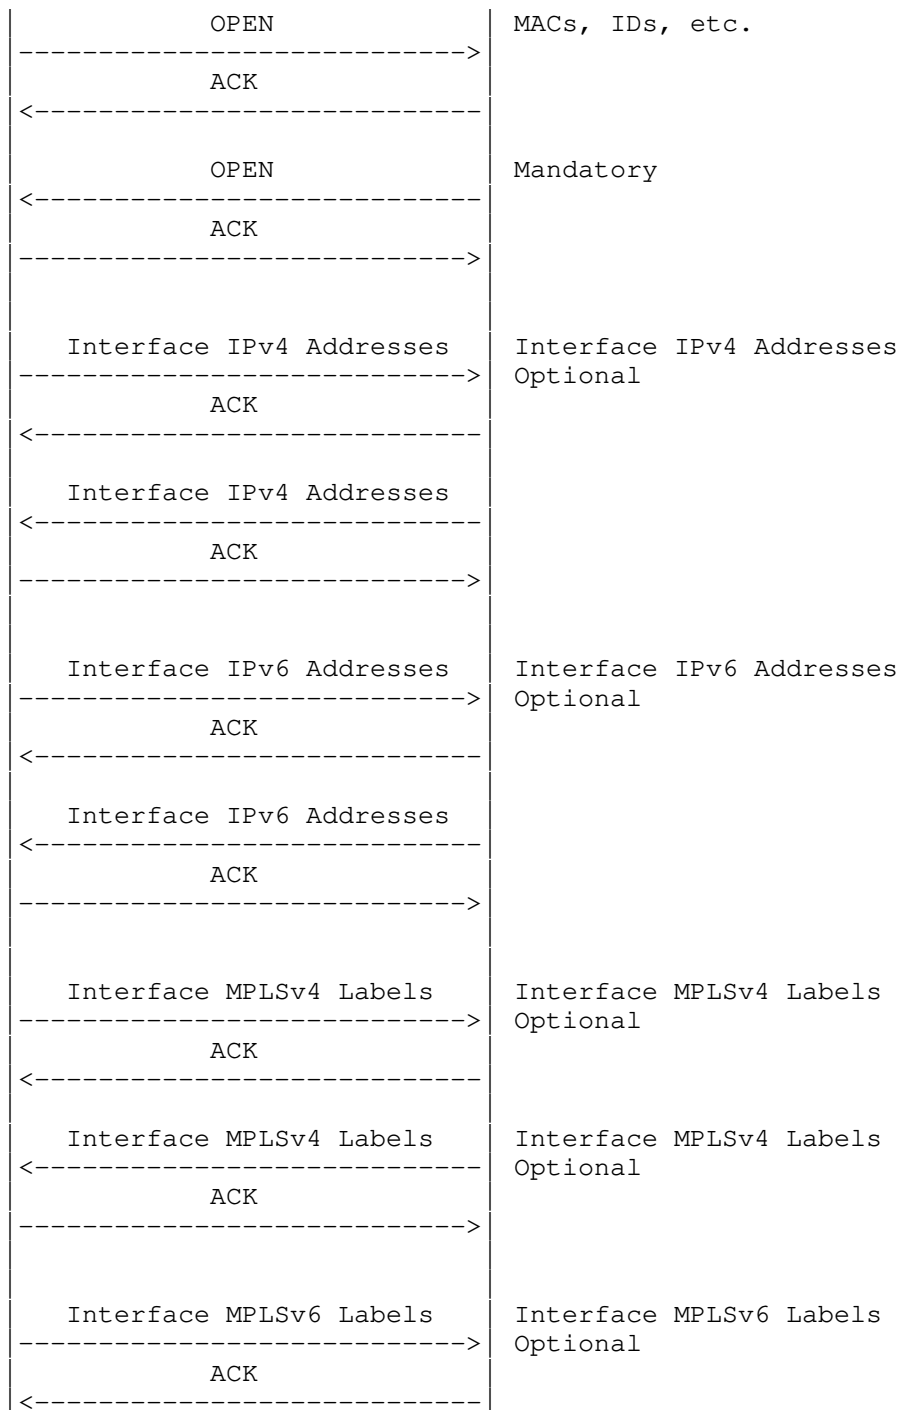 OPEN MACs, IDs, etc.
---------------------------->
ACK
<----------------------------
OPEN Mandatory
<----------------------------
ACK
---------------------------->
Interface IPv4 Addresses Interface IPv4 Addresses
----------------------------> Optional
ACK
<----------------------------
Interface IPv4 Addresses
<----------------------------
ACK
---------------------------->
Interface IPv6 Addresses Interface IPv6 Addresses
----------------------------> Optional
ACK
<----------------------------
Interface IPv6 Addresses
<----------------------------
ACK
---------------------------->
Interface MPLSv4 Labels Interface MPLSv4 Labels
----------------------------> Optional
ACK
<----------------------------
Interface MPLSv4 Labels Interface MPLSv4 Labels
<---------------------------- Optional
ACK
---------------------------->
Interface MPLSv6 Labels Interface MPLSv6 Labels
----------------------------> Optional
ACK
<----------------------------